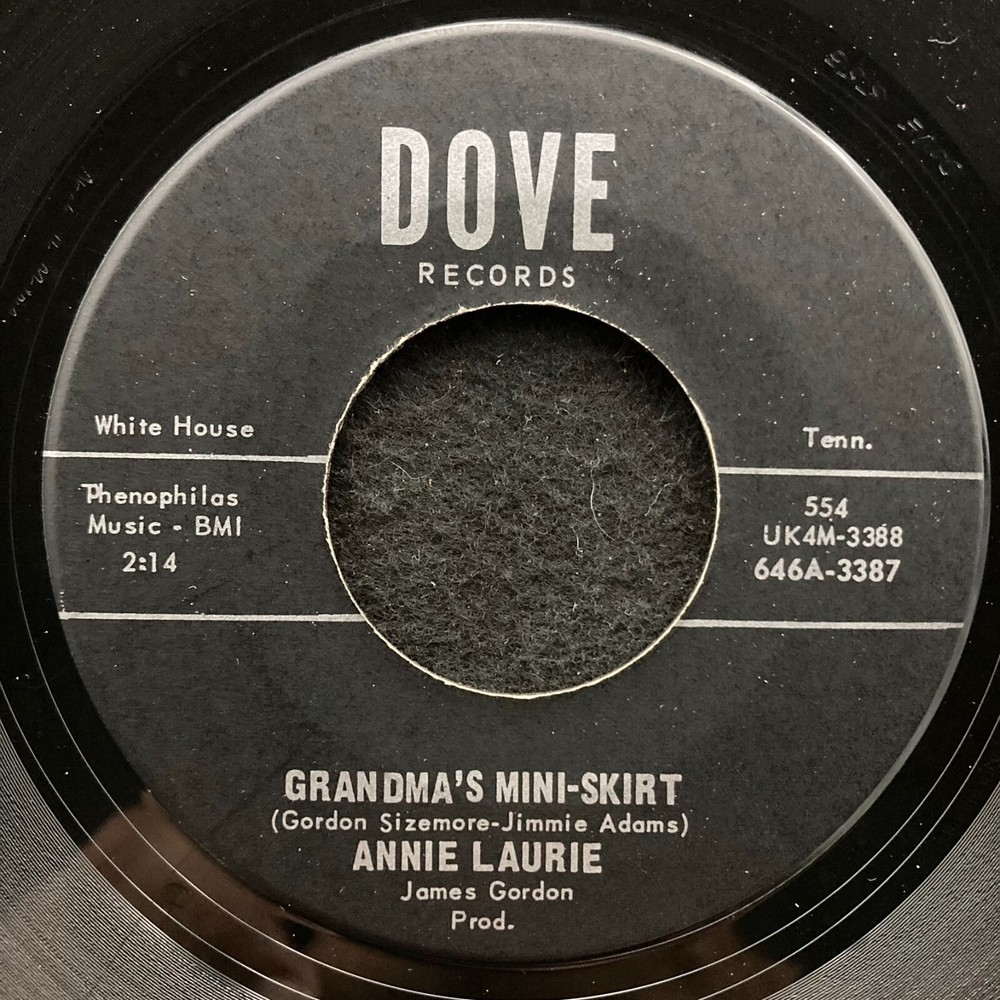 DOVE
RECORDS
White House
Tenn.
Phenophilas
Music - BMI
2:14
554
UK4M-3388
646A-3387
GRANDMA'S MINI-SKIRT
(Gordon Sizemore-Jimmie Adams)
ANNIE LAURIE
James Gordon
Prod.